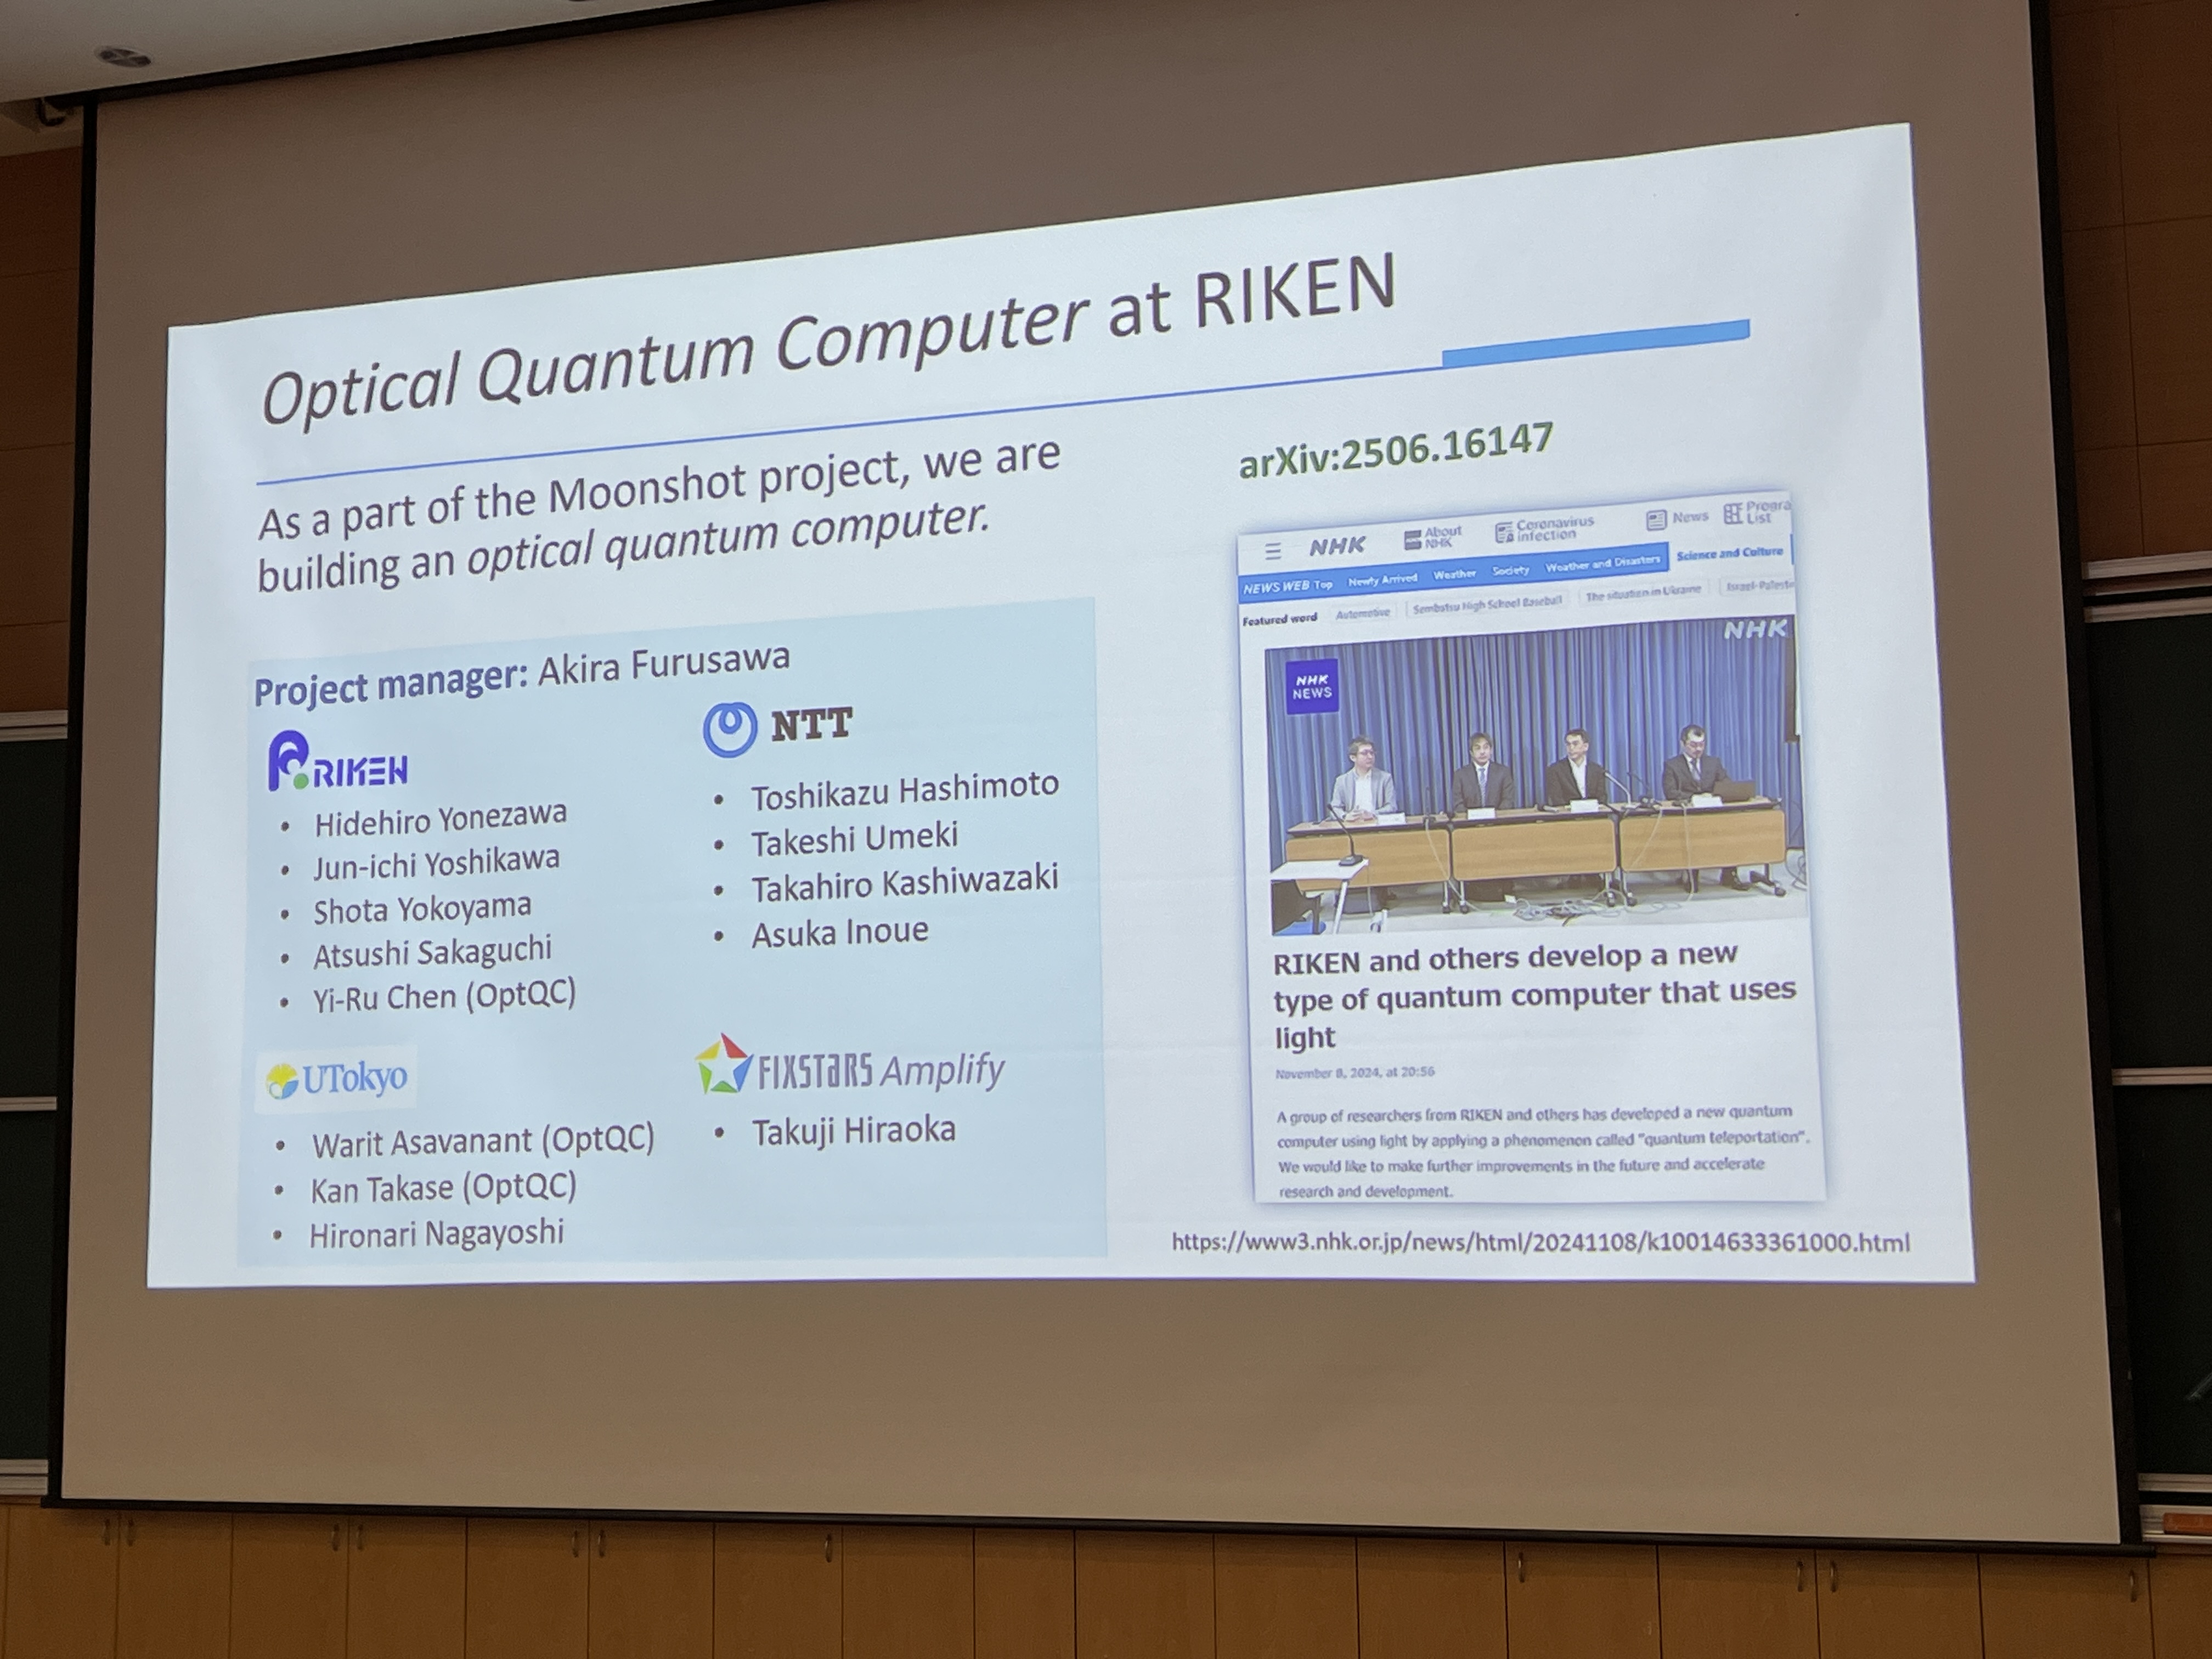 Optical Quantum Computer at RIKEN
As a part of the Moonshot project, we are
building an optical quantum computer.
Project manager: Akira Furusawa
RIKEN
• Hidehiro Yonezawa
• Jun-ichi Yoshikawa
• Shota Yokoyama
• Atsushi Sakaguchi
• Yi-Ru Chen (OptQC)
UTokyo
• Warit Asavanant (OptQC)
• Kan Takase (OptQC)
• Hironari Nagayoshi
NTT
• Toshikazu Hashimoto
• Takeshi Umeki
• Takahiro Kashiwazaki
• Asuka Inoue
FIXSTARS Amplify
• Takuji Hiraoka
arXiv:2506.16147
NHK
About
NHK
Coronavirus
infection
News
Progra
List
NEWS WEB Top Newly Arrived Weather Society Weather and Disasters Science and Culture
Featured word Automotive Sembatsu High School Baseball The situation in Ukraine Israel-Palest
NHK
NHK
NEWS
RIKEN and others develop a new
type of quantum computer that uses
light
November 8, 2024, at 20:56
A group of researchers from RIKEN and others has developed a new quantum
computer using light by applying a phenomenon called "quantum teleportation".
We would like to make further improvements in the future and accelerate
research and development.
https://www3.nhk.or.jp/news/html/20241108/k10014633361000.html